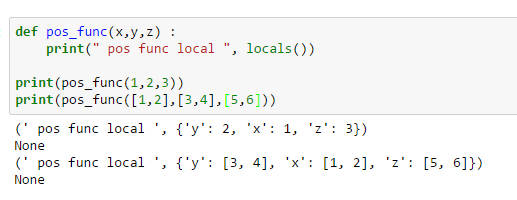 def pos_func(x,y,z) :
    print(" pos func local ", locals())
print(pos_func(1,2,3))
print(pos_func([1,2],[3,4],[5,6]))
(' pos func local ', {'y': 2, 'x': 1, 'z': 3})
None
(' pos func local ', {'y': [3, 4], 'x': [1, 2], 'z': [5, 6]})
None